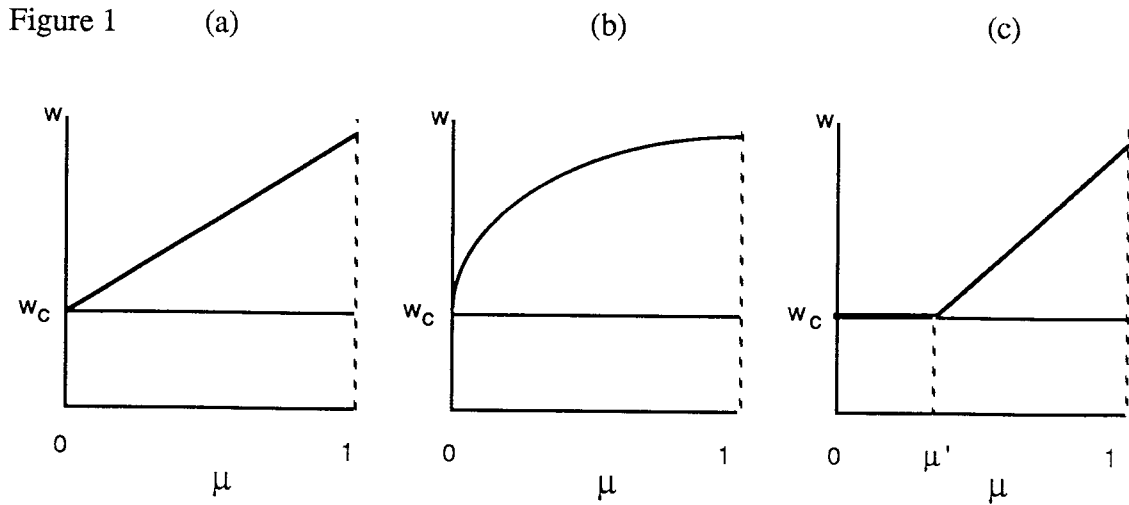 Figure 1 (a) (b) (c)
w w w
wc wc wc
0 1 0 1 0 μ' 1
μ μ μ